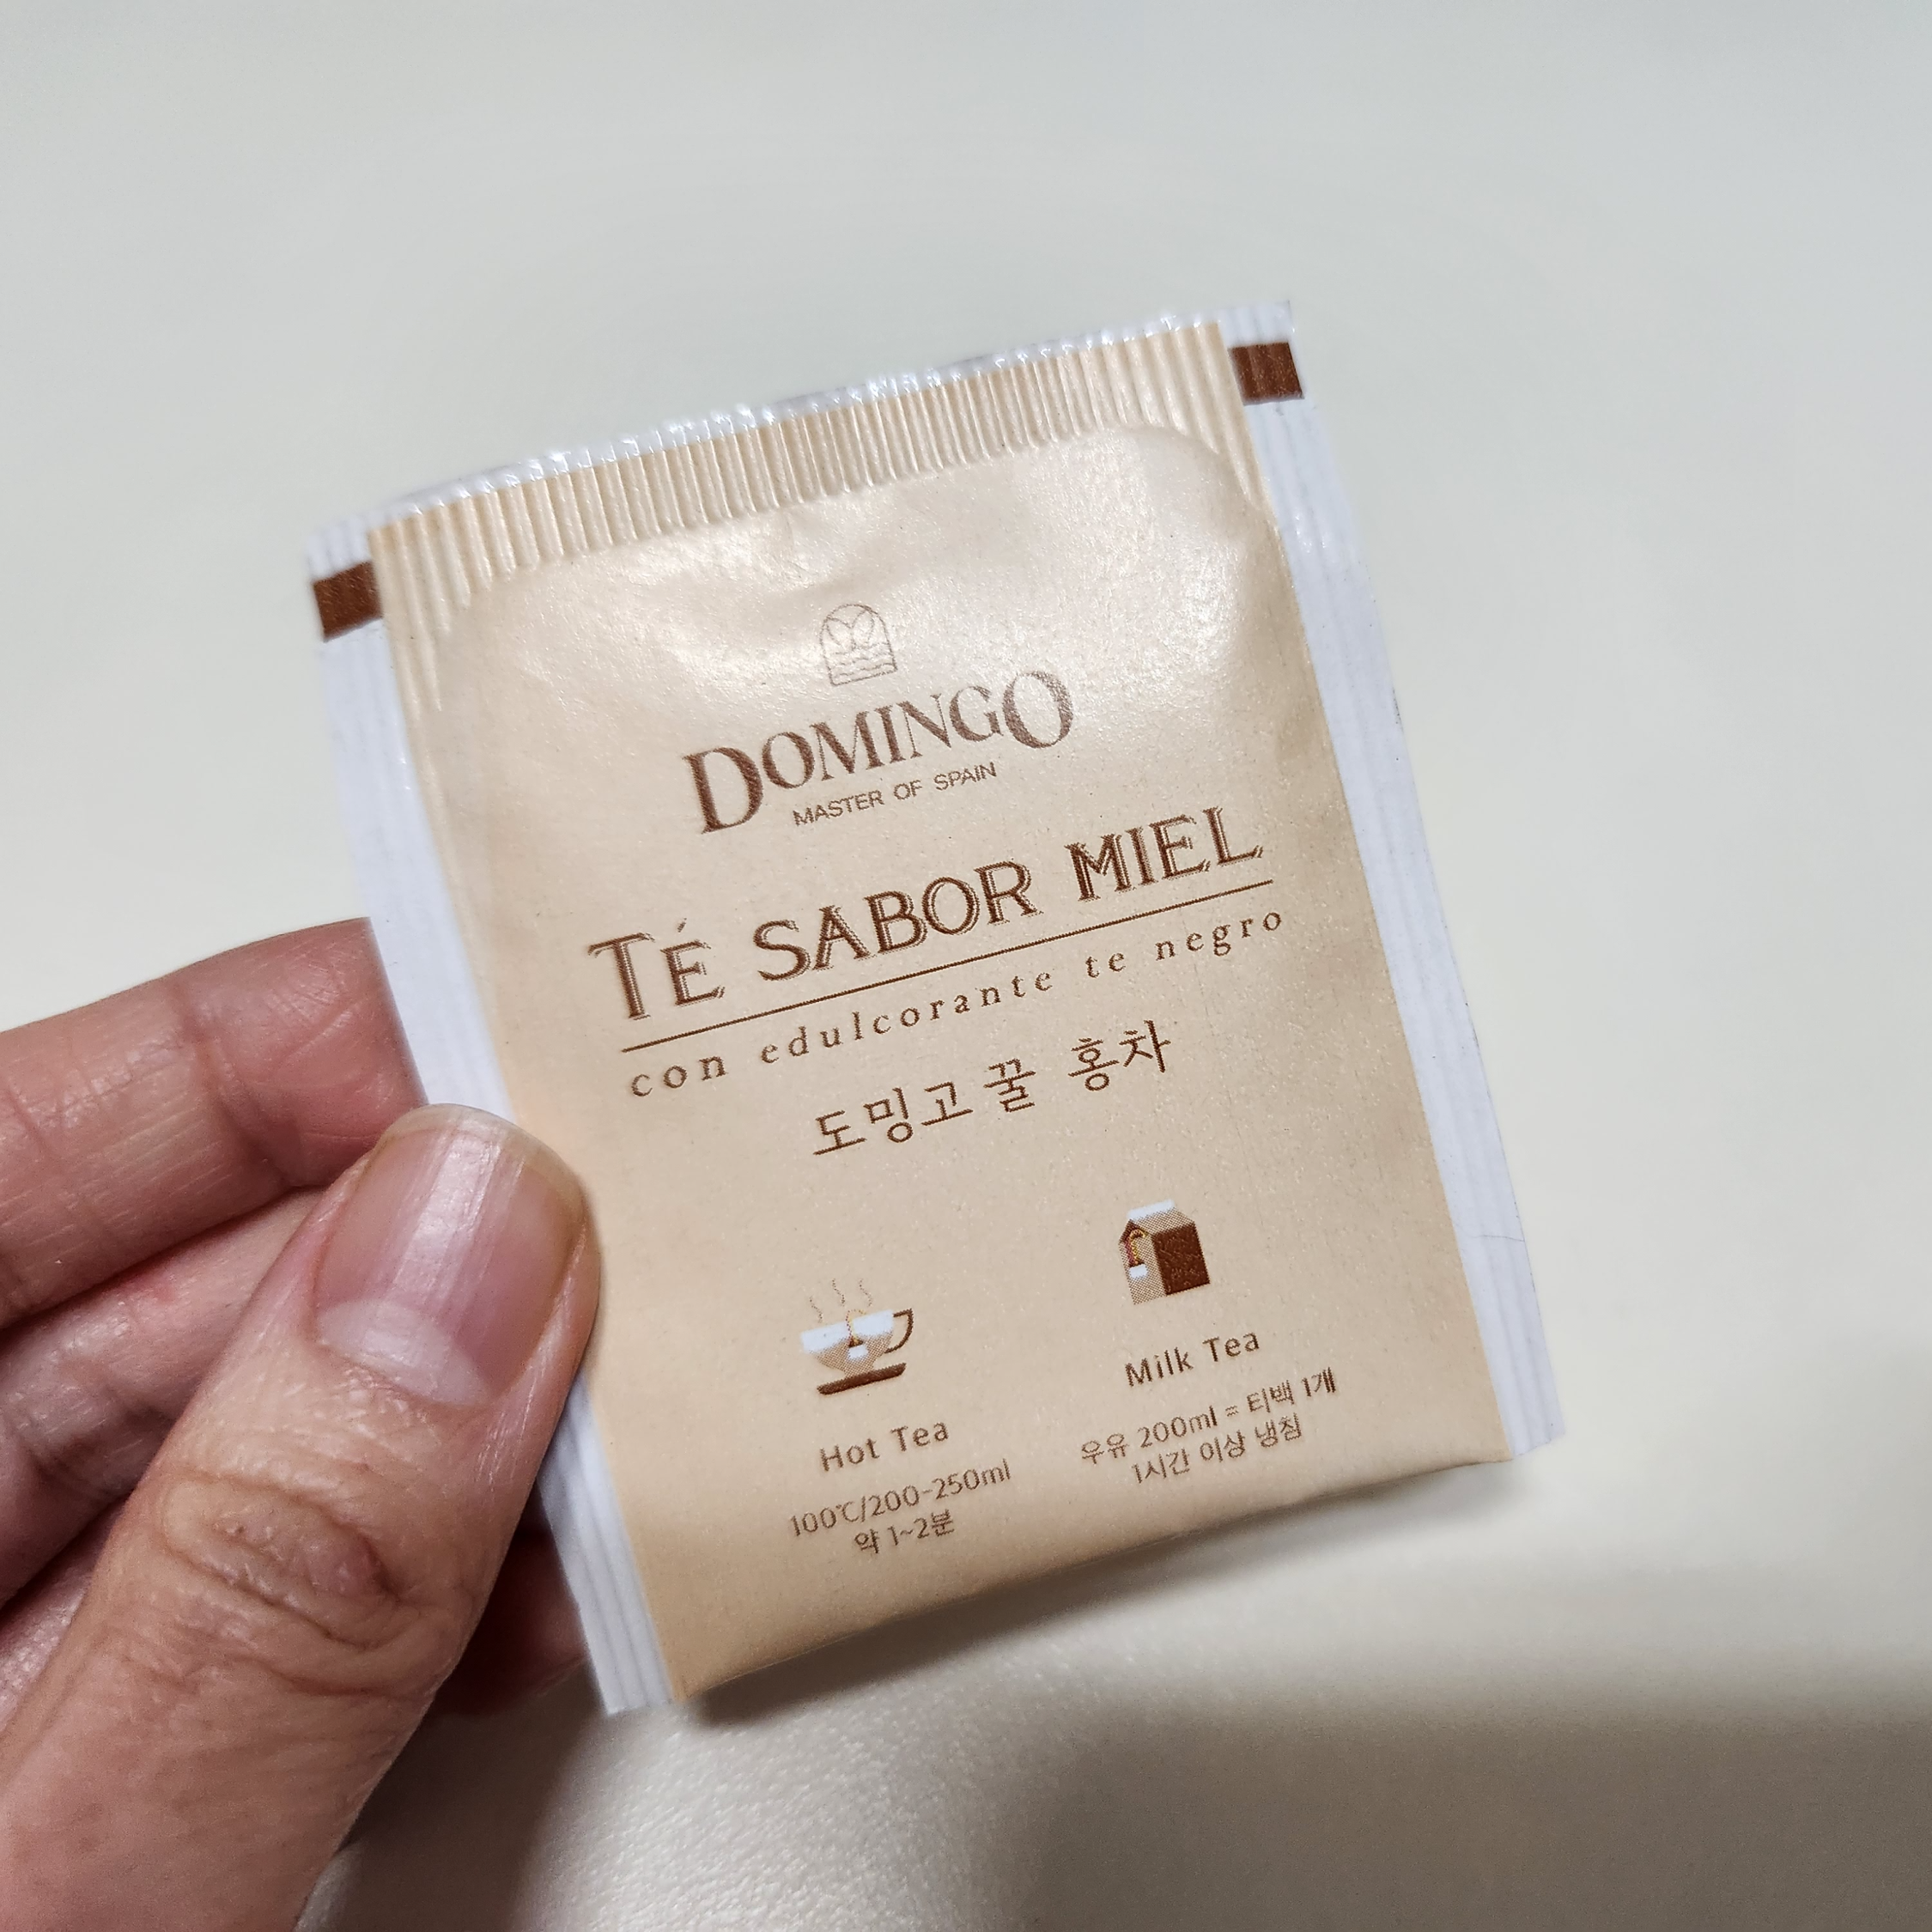 DOMINGO
MASTER OF SPAIN
TÉ SABOR MIEL
con edulcorante te negro
도밍고 꿀 홍차
Hot Tea
100℃/200-250ml
약 1~2분
Milk Tea
우유 200ml = 티백 1개
1시간 이상 냉침